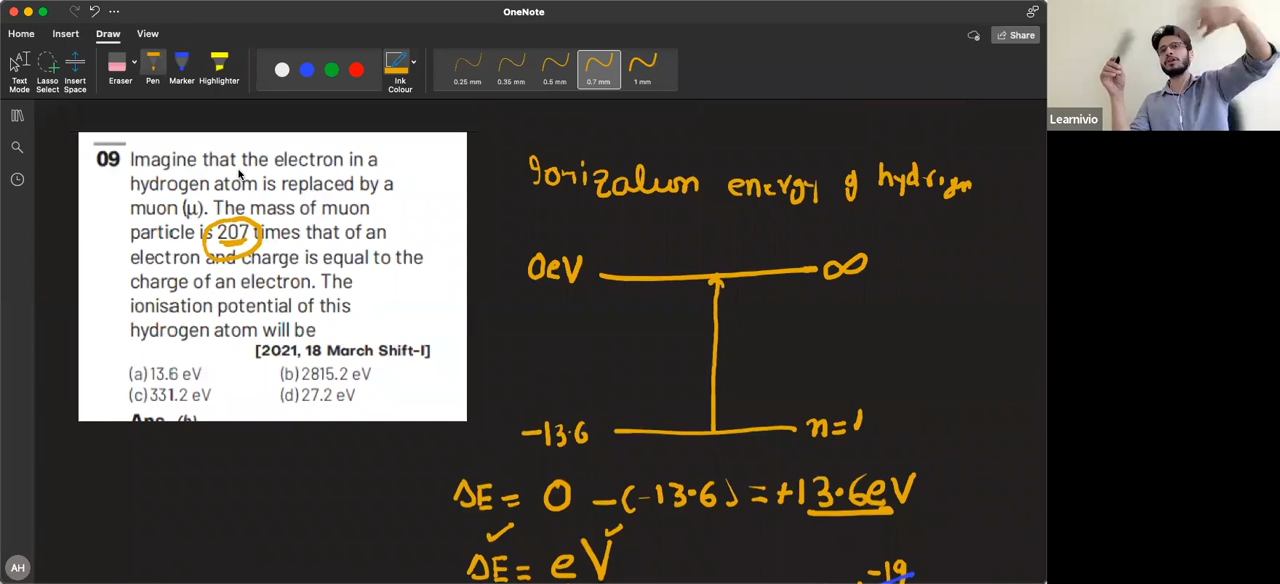 OneNote
Home Insert Draw View
Share
Text Mode
Lasso Select
Insert Space
Eraser
Pen
Marker
Highlighter
0.25 mm
0.35 mm
0.5 mm
0.7 mm
1 mm
Ink Colour
Learnivio
09 Imagine that the electron in a
hydrogen atom is replaced by a
muon (μ). The mass of muon
particle is 207 times that of an
electron and charge is equal to the
charge of an electron. The
ionisation potential of this
hydrogen atom will be
[2021, 18 March Shift-I]
(a) 13.6 eV (b) 2815.2 eV
(c) 331.2 eV (d) 27.2 eV
Ans. (b)
Ionization energy of hydrogen
0eV ∞
-13.6 n=1
ΔE = 0 -(-13.6) = +13.6eV
ΔE = eV
-19
AH